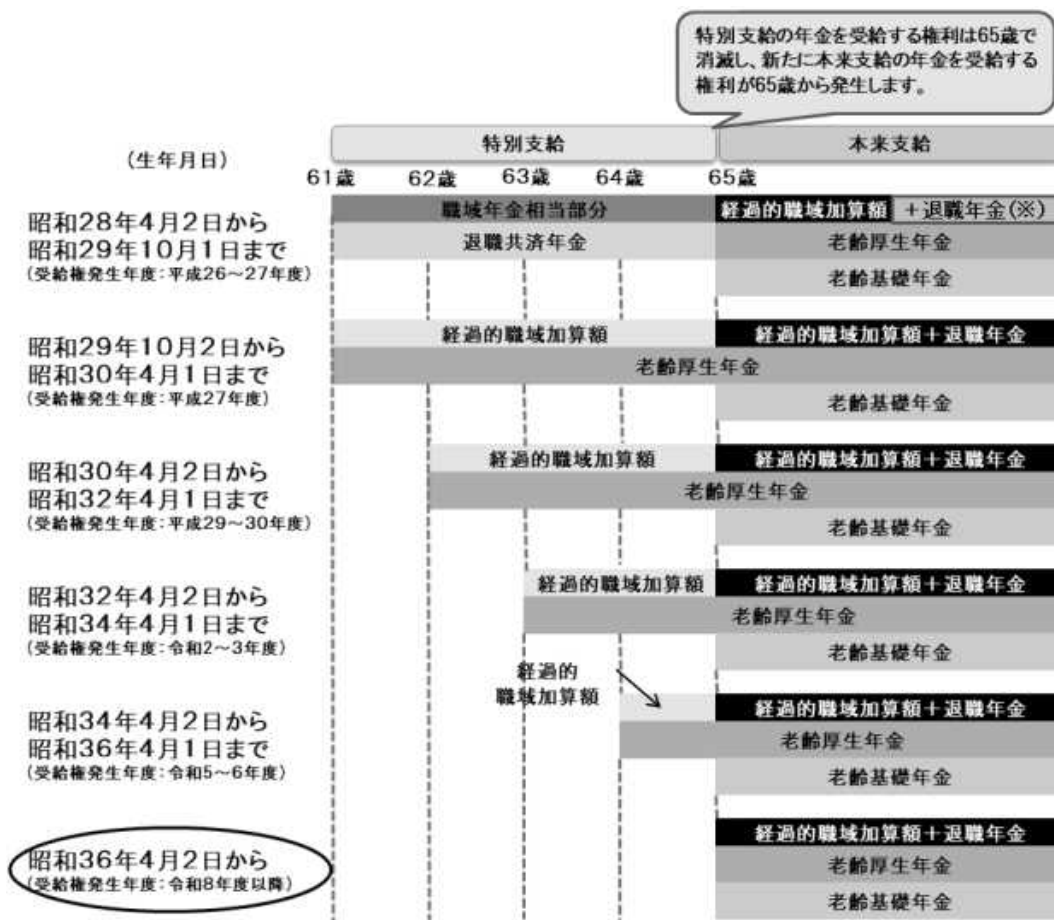 特別支給の年金を受給する権利は65歳で
消滅し、新たに本来支給の年金を受給する
権利が65歳から発生します。
(生年月日)
特別支給
本来支給
61歳
62歳
63歳
64歳
65歳
昭和28年4月2日から
昭和29年10月1日まで
(受給権発生年度:平成26～27年度)
職域年金相当部分
経過的職域加算額
+退職年金(※)
退職共済年金
老齢厚生年金
老齢基礎年金
昭和29年10月2日から
昭和30年4月1日まで
(受給権発生年度:平成27年度)
経過的職域加算額
経過的職域加算額+退職年金
老齢厚生年金
老齢基礎年金
昭和30年4月2日から
昭和32年4月1日まで
(受給権発生年度:平成29～30年度)
経過的職域加算額
経過的職域加算額+退職年金
老齢厚生年金
老齢基礎年金
昭和32年4月2日から
昭和34年4月1日まで
(受給権発生年度:令和2～3年度)
経過的職域加算額
経過的職域加算額+退職年金
老齢厚生年金
老齢基礎年金
昭和34年4月2日から
昭和36年4月1日まで
(受給権発生年度:令和5～6年度)
経過的
職域加算額
経過的職域加算額+退職年金
老齢厚生年金
老齢基礎年金
昭和36年4月2日から
(受給権発生年度:令和8年度以降)
経過的職域加算額+退職年金
老齢厚生年金
老齢基礎年金